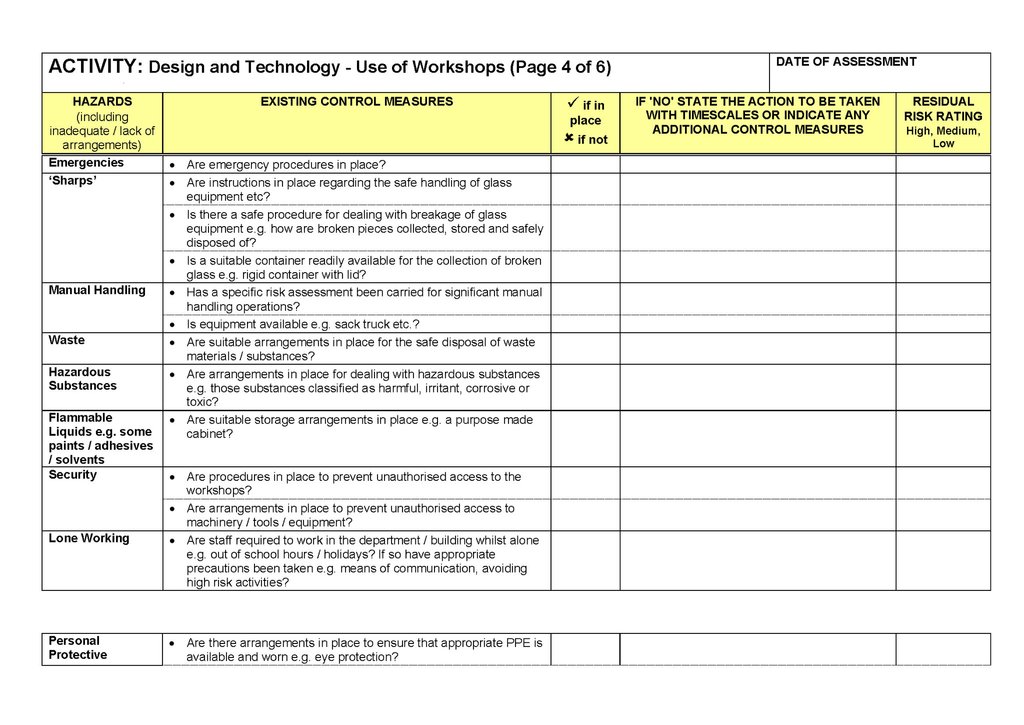 ACTIVITY: Design and Technology - Use of Workshops (Page 4 of 6)
DATE OF ASSESSMENT
HAZARDS
(including
inadequate / lack of
arrangements)
EXISTING CONTROL MEASURES
✓ if in
place
✗ if not
IF 'NO' STATE THE ACTION TO BE TAKEN
WITH TIMESCALES OR INDICATE ANY
ADDITIONAL CONTROL MEASURES
RESIDUAL
RISK RATING
High, Medium,
Low
Emergencies
• Are emergency procedures in place?
‘Sharps’
• Are instructions in place regarding the safe handling of glass
equipment etc?
• Is there a safe procedure for dealing with breakage of glass
equipment e.g. how are broken pieces collected, stored and safely
disposed of?
• Is a suitable container readily available for the collection of broken
glass e.g. rigid container with lid?
Manual Handling
• Has a specific risk assessment been carried for significant manual
handling operations?
• Is equipment available e.g. sack truck etc.?
Waste
• Are suitable arrangements in place for the safe disposal of waste
materials / substances?
Hazardous
Substances
• Are arrangements in place for dealing with hazardous substances
e.g. those substances classified as harmful, irritant, corrosive or
toxic?
Flammable
Liquids e.g. some
paints / adhesives
/ solvents
• Are suitable storage arrangements in place e.g. a purpose made
cabinet?
Security
• Are procedures in place to prevent unauthorised access to the
workshops?
• Are arrangements in place to prevent unauthorised access to
machinery / tools / equipment?
Lone Working
• Are staff required to work in the department / building whilst alone
e.g. out of school hours / holidays? If so have appropriate
precautions been taken e.g. means of communication, avoiding
high risk activities?
Personal
Protective
• Are there arrangements in place to ensure that appropriate PPE is
available and worn e.g. eye protection?